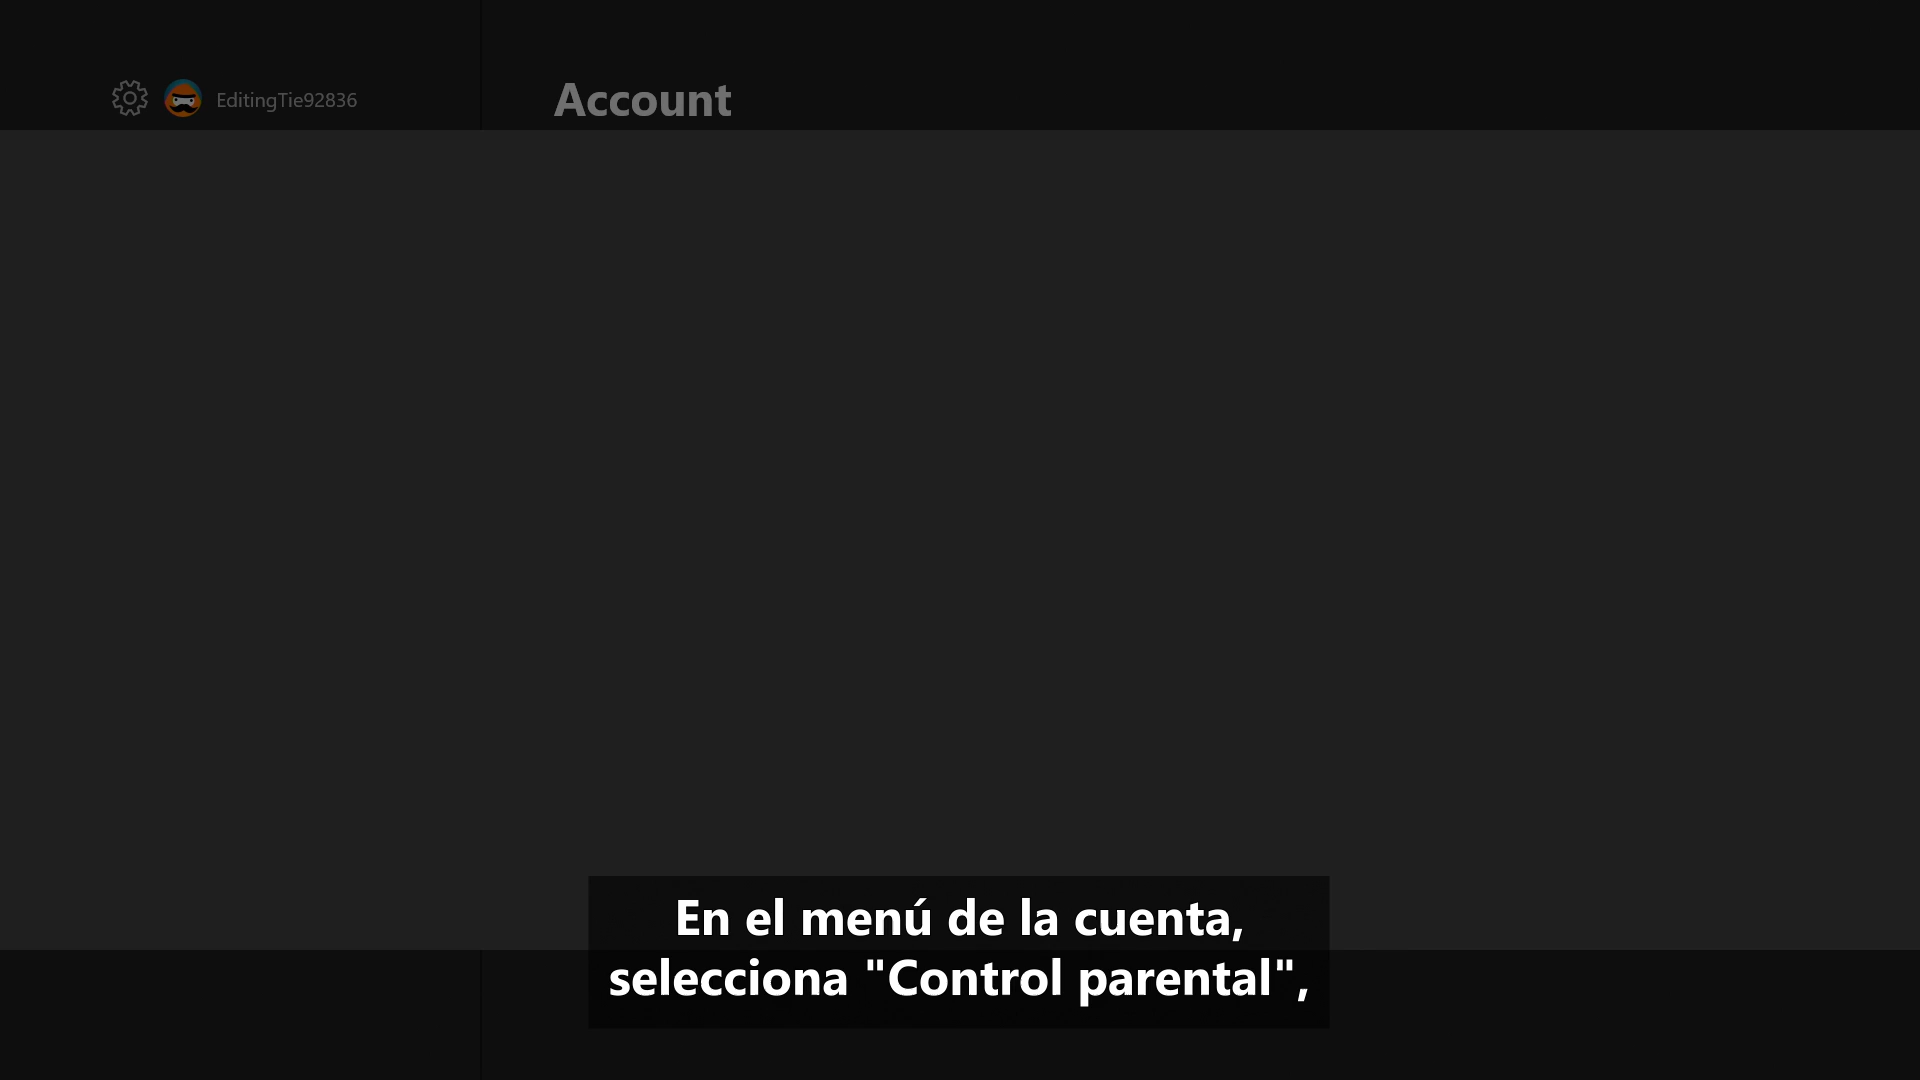 EditingTie92836
Account
En el menú de la cuenta,
selecciona "Control parental",